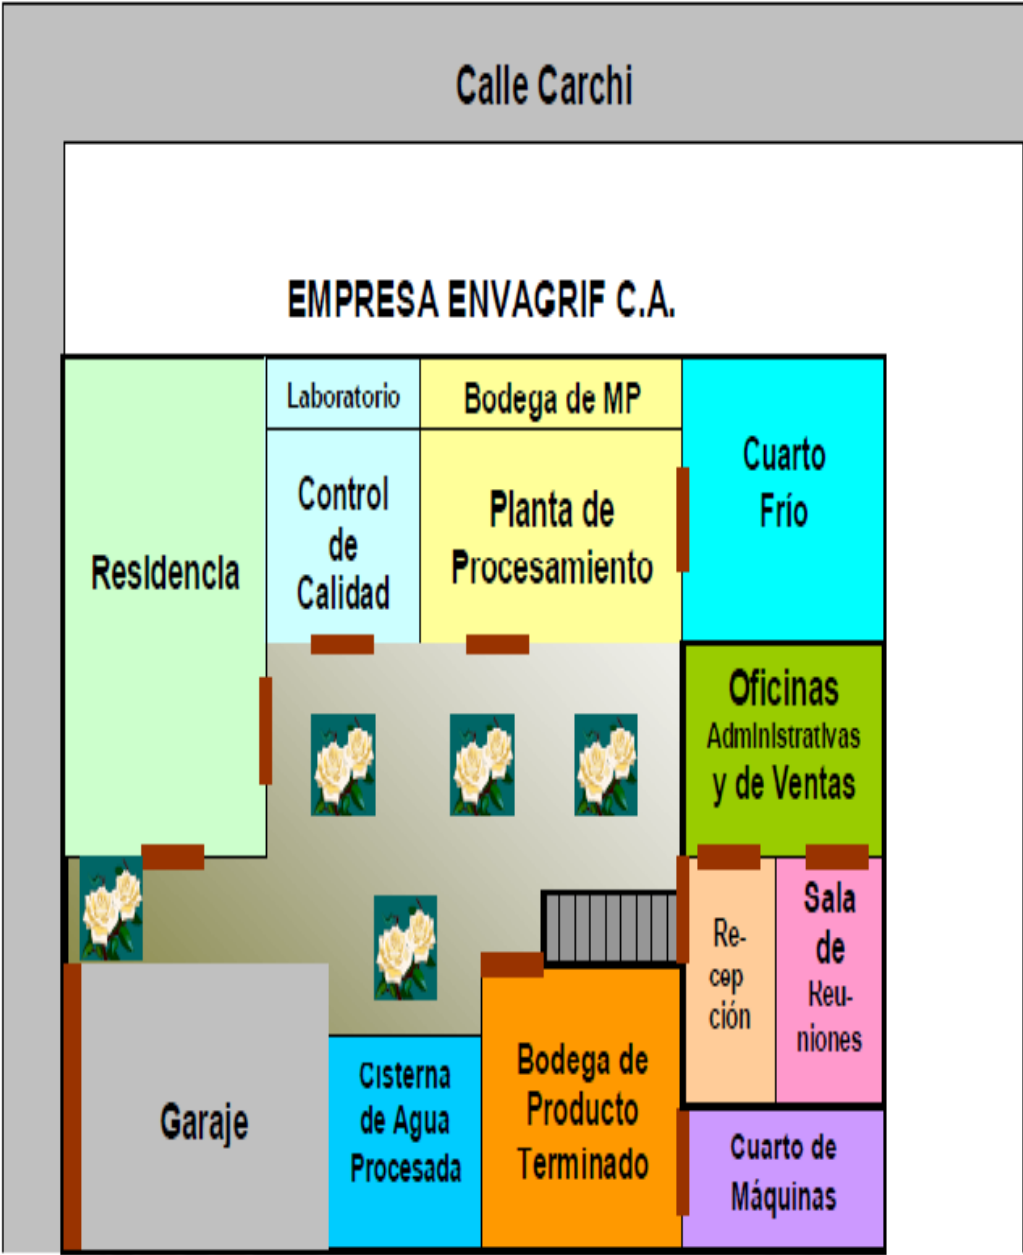 Calle Carchi
EMPRESA ENVAGRIF C.A.
Laboratorio
Bodega de MP
Cuarto
Frío
Control
de
Calidad
Planta de
Procesamiento
Residencia
Oficinas
Administrativas
y de Ventas
Re-
cep
ción
Sala
de
Reu-
niones
Garaje
Cisterna
de Agua
Procesada
Bodega de
Producto
Terminado
Cuarto de
Máquinas